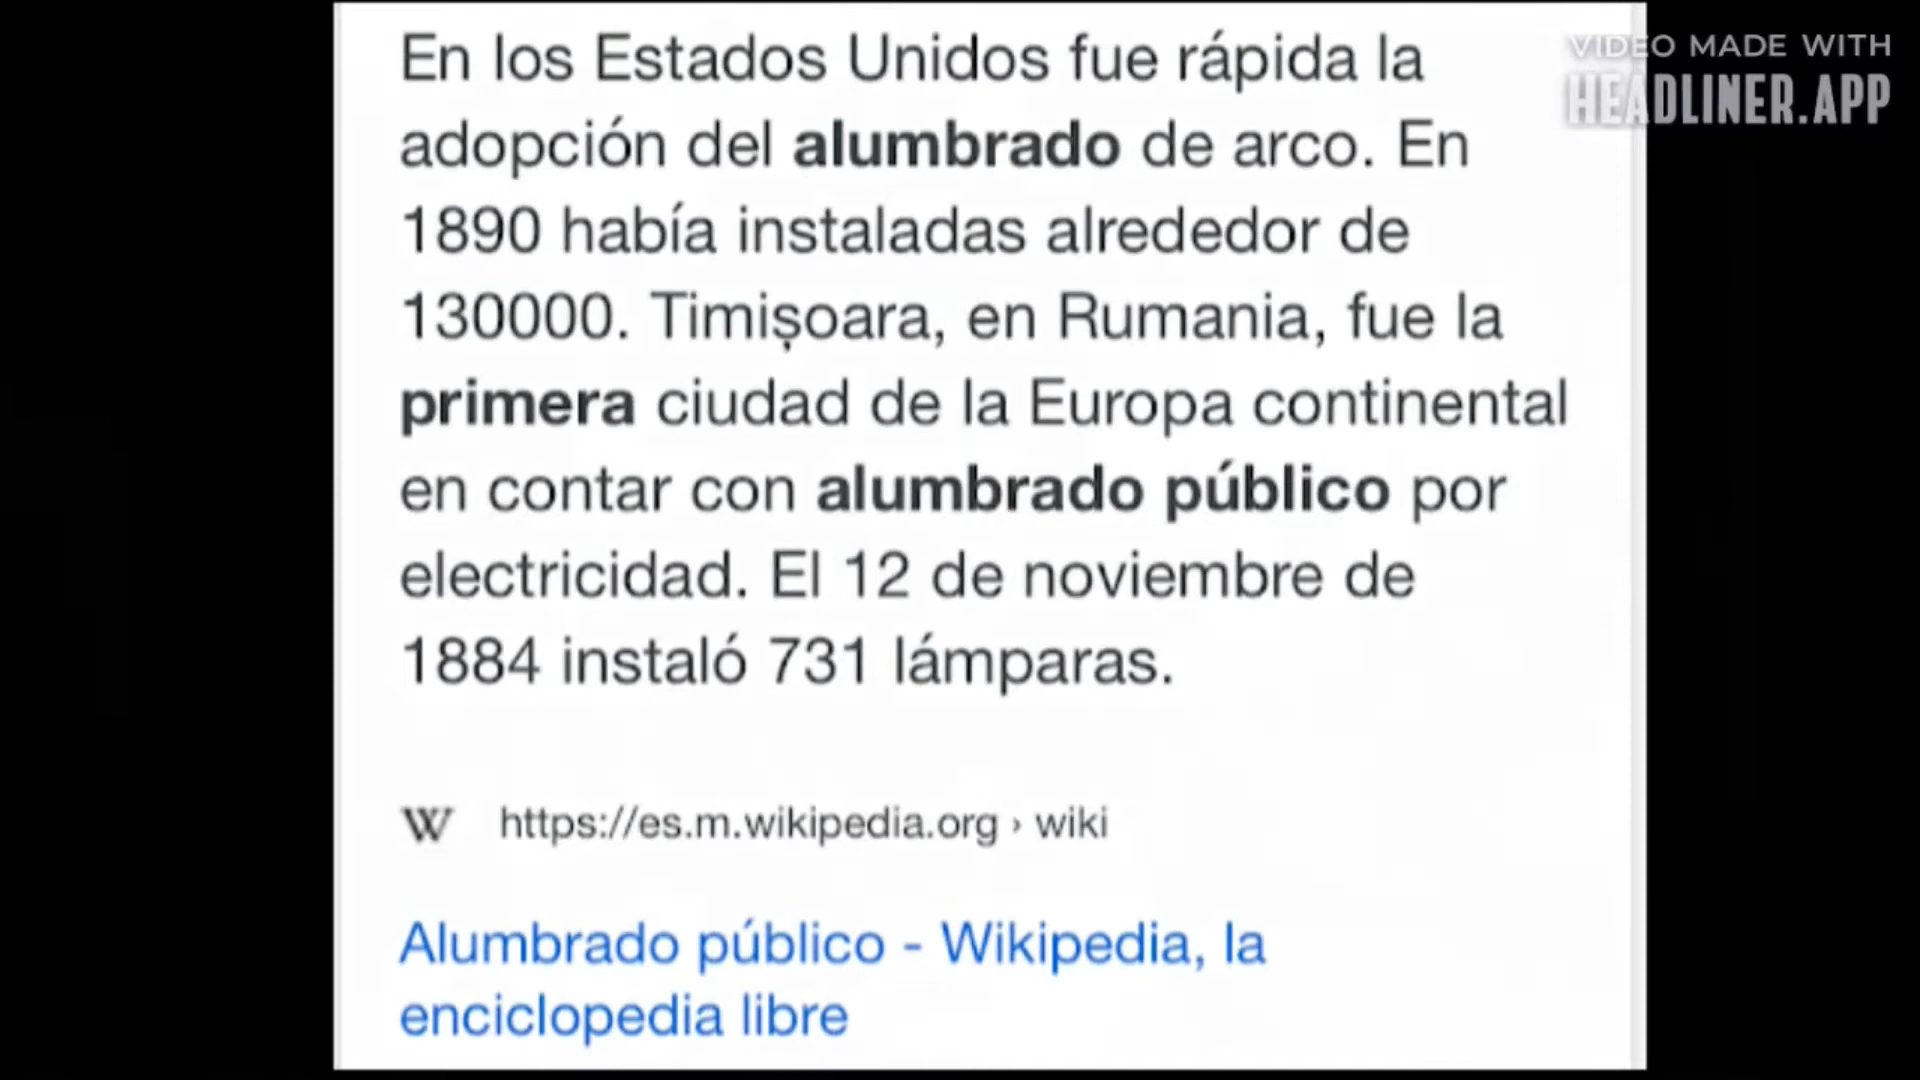 En los Estados Unidos fue rápida la
adopción del alumbrado de arco. En
1890 había instaladas alrededor de
130000. Timișoara, en Rumania, fue la
primera ciudad de la Europa continental
en contar con alumbrado público por
electricidad. El 12 de noviembre de
1884 instaló 731 lámparas.
W https://es.m.wikipedia.org › wiki
Alumbrado público - Wikipedia, la
enciclopedia libre
VIDEO MADE WITH
HEADLINER.APP